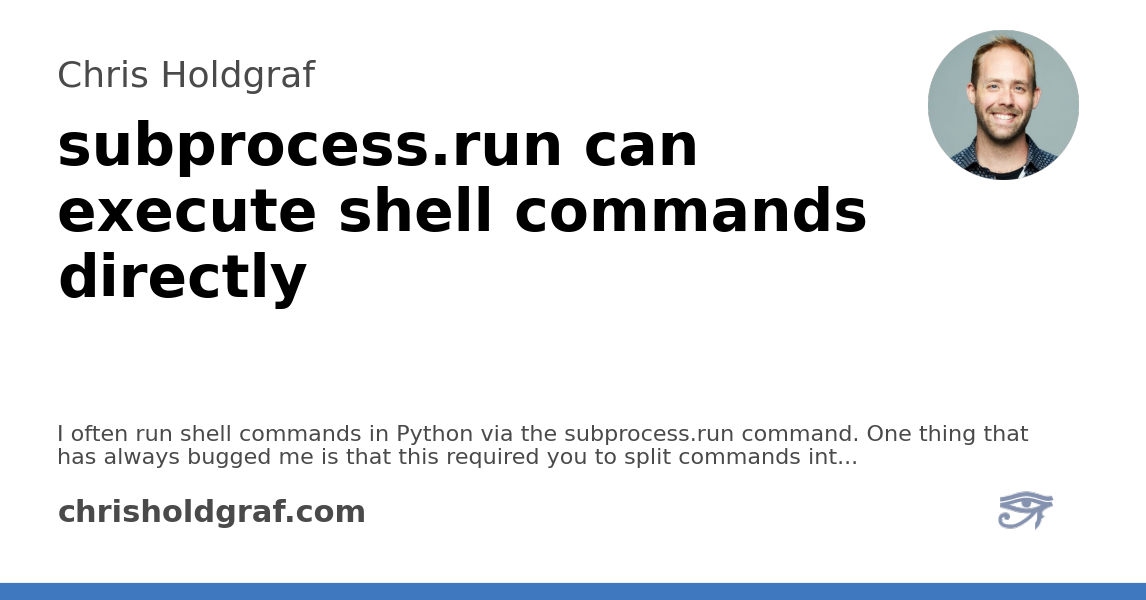 Chris Holdgraf
subprocess.run can
execute shell commands
directly
I often run shell commands in Python via the subprocess.run command. One thing that
has always bugged me is that this required you to split commands int...
chrisholdgraf.com